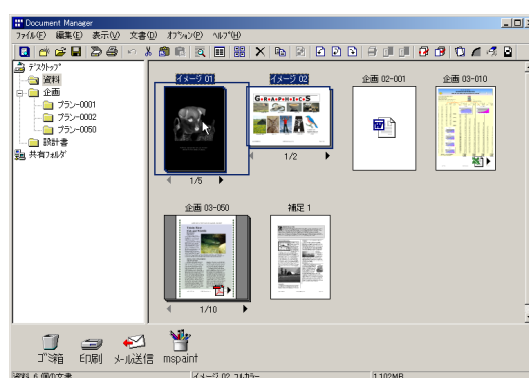 Document Manager
ファイル(F) 編集(E) 表示(V) 文書(D) オプション(P) ヘルプ(H)
デスクトップ
資料
企画
プラン-0001
プラン-0002
プラン-0050
設計書
共有フォルダ
イメージ 01
イメージ 02
企画 02-001
企画 03-010
G•R•A•P•H•I•C•S
1/5
1/2
企画 03-050
補足 1
1/10
ゴミ箱
印刷
メール送信
mspaint
資料 6 個の文書
イメージ 02 フルカラー
1.102MB